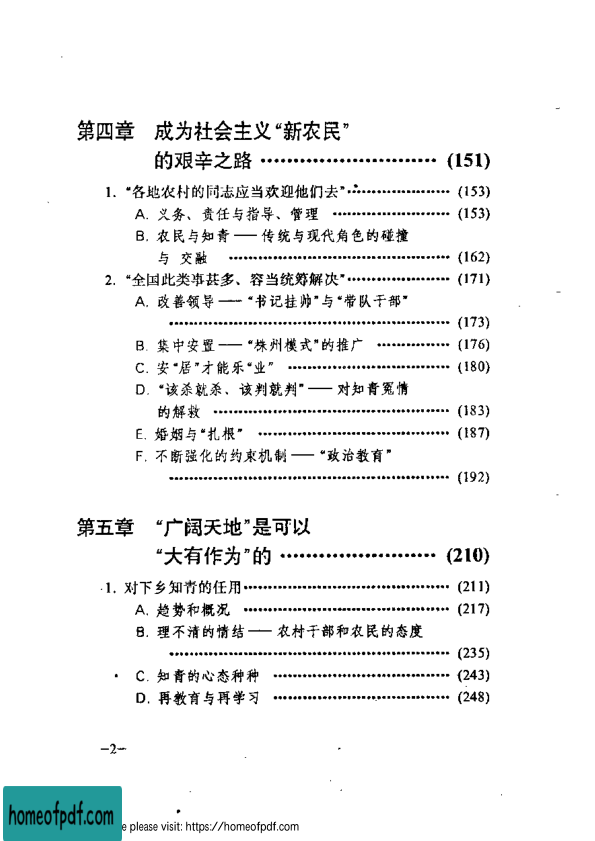 第四章 成为社会主义“新农民”
的艰辛之路 ………………………… (151)
1. “各地农村的同志应当欢迎他们去”………………… (153)
A. 义务、责任与指导、管理 ………………… (153)
B. 农民与知青 —— 传统与现代角色的碰撞
与 交融 ……………………………… (162)
2. “全国此类事甚多、容当统筹解决”………………… (171)
A. 改善领导 —— “书记挂帅”与“带队干部”
………………………………………… (173)
B. 集中安置 —— “株州模式”的推广 ………… (176)
C. 安“居”才能乐“业” ……………………… (180)
D. “该杀就杀、该判就判” —— 对知青冤情
的解救 ………………………………… (183)
E. 婚姻与“扎根” …………………………… (187)
F. 不断强化的约束机制 —— “政治教育”
………………………………………… (192)
第五章 “广阔天地”是可以
“大有作为”的 …………………… (210)
1. 对下乡知青的任用……………………………… (211)
A. 趋势和概况 ……………………………… (217)
B. 理不清的情结 —— 农村干部和农民的态度
………………………………………… (235)
C. 知青的心态种种 ………………………… (243)
D. 再教育与再学习 ………………………… (248)
—2—
homeofpdf.com
e please visit: https://homeofpdf.com